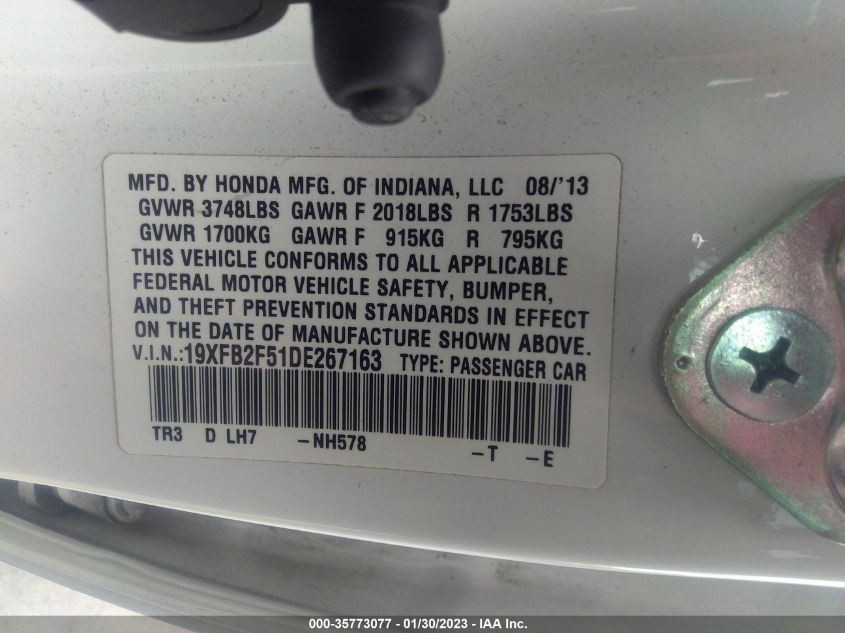 MFD. BY HONDA MFG. OF INDIANA, LLC 08/'13
GVWR 3748LBS GAWR F 2018LBS R 1753LBS
GVWR 1700KG GAWR F 915KG R 795KG
THIS VEHICLE CONFORMS TO ALL APPLICABLE
FEDERAL MOTOR VEHICLE SAFETY, BUMPER,
AND THEFT PREVENTION STANDARDS IN EFFECT
ON THE DATE OF MANUFACTURE SHOWN ABOVE.
V.I.N.:19XFB2F51DE267163 TYPE: PASSENGER CAR
TR3 D LH7 -NH578 -T -E
000-35773077 — 01/30/2023 - IAA Inc.